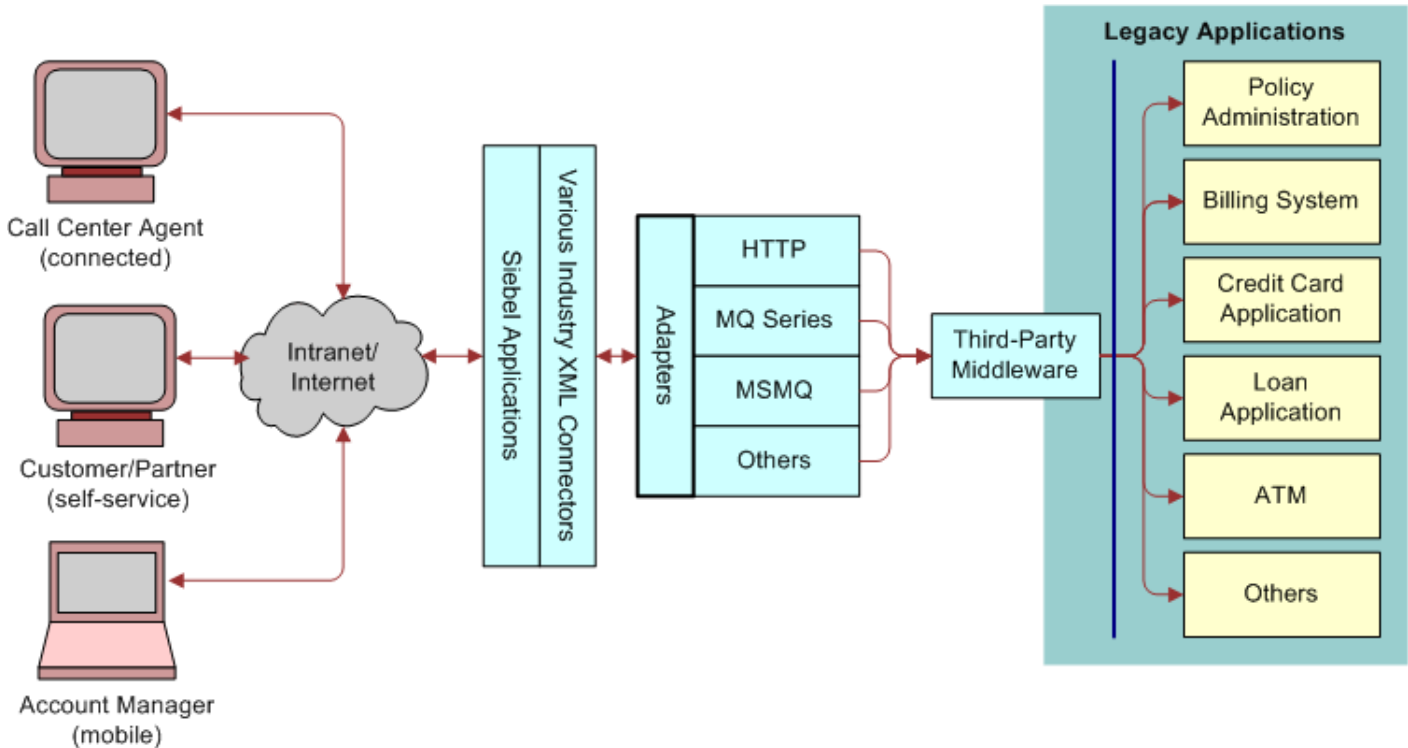 Legacy Applications
Call Center Agent
(connected)
Customer/Partner
(self-service)
Account Manager
(mobile)
Intranet/
Internet
Siebel Applications
Various Industry XML Connectors
Adapters
HTTP
MQ Series
MSMQ
Others
Third-Party
Middleware
Policy
Administration
Billing System
Credit Card
Application
Loan
Application
ATM
Others